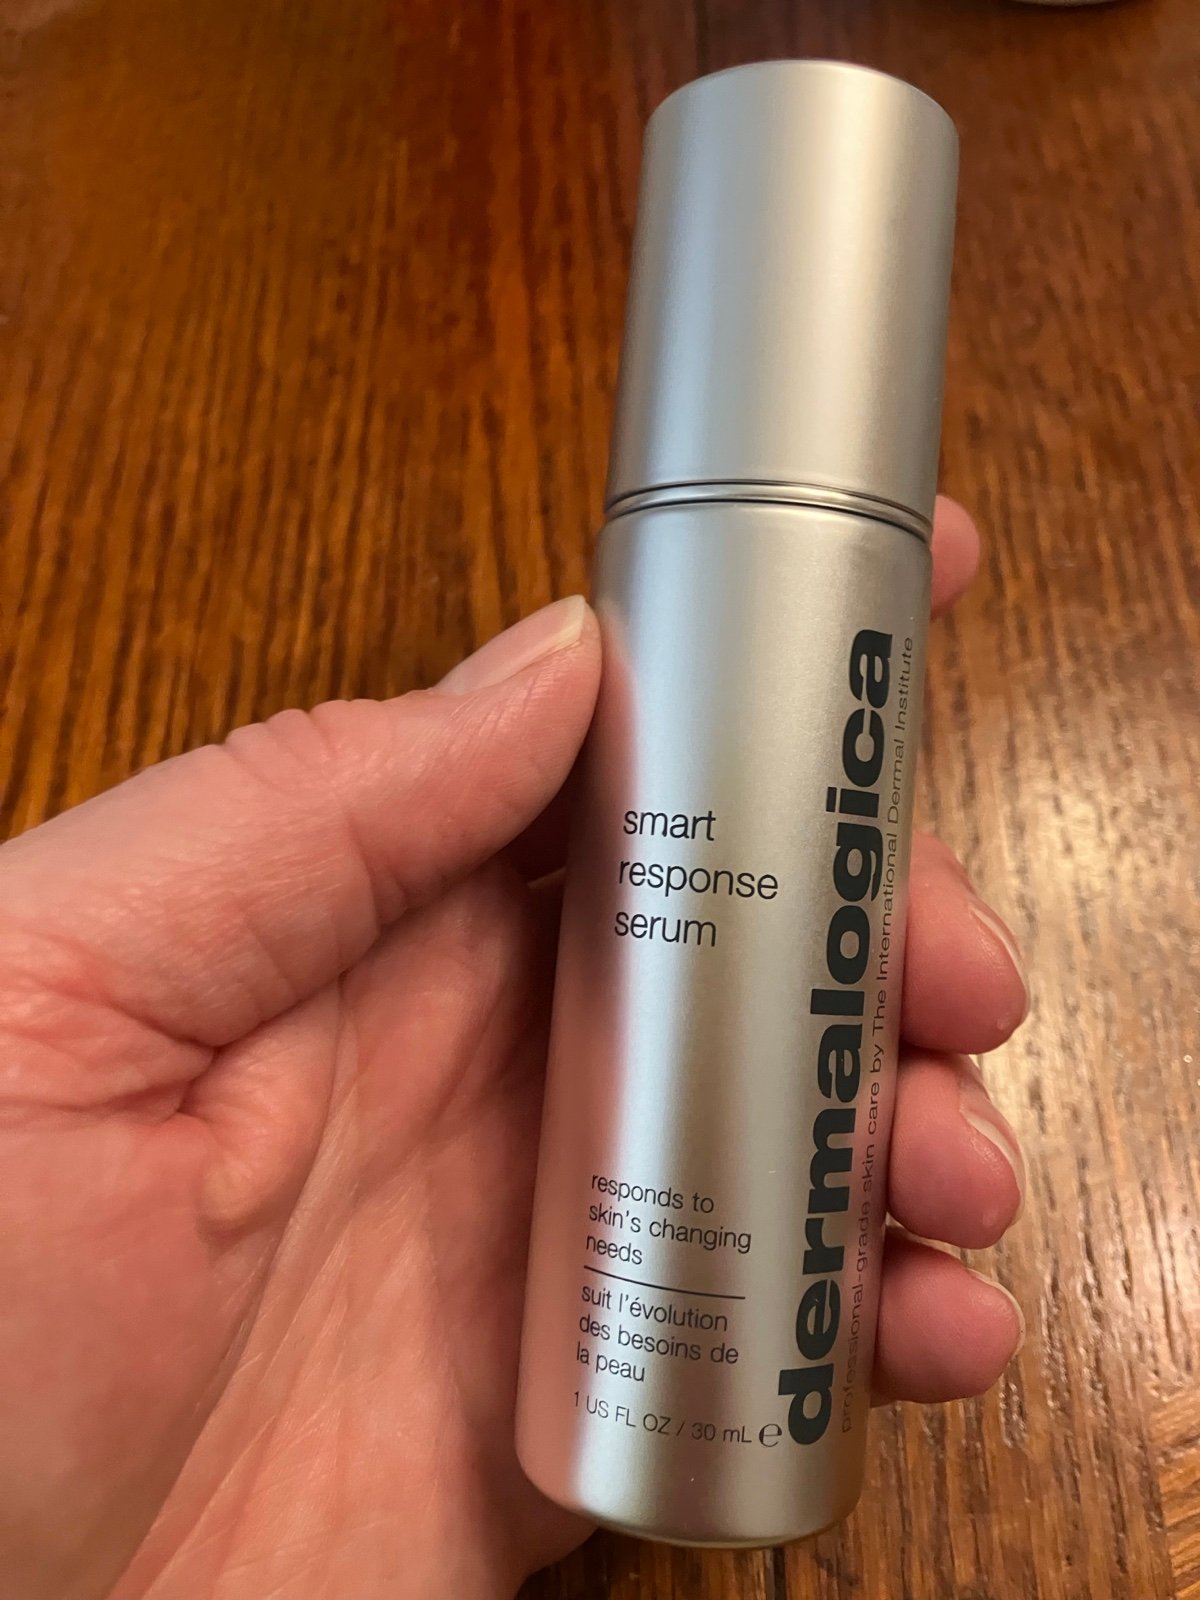 smart
response
serum
responds to
skin's changing
needs
suit l'évolution
des besoins de
la peau
1 US FL OZ / 30 mL ℮
dermalogica
professional-grade skin care by The International Dermal Institute